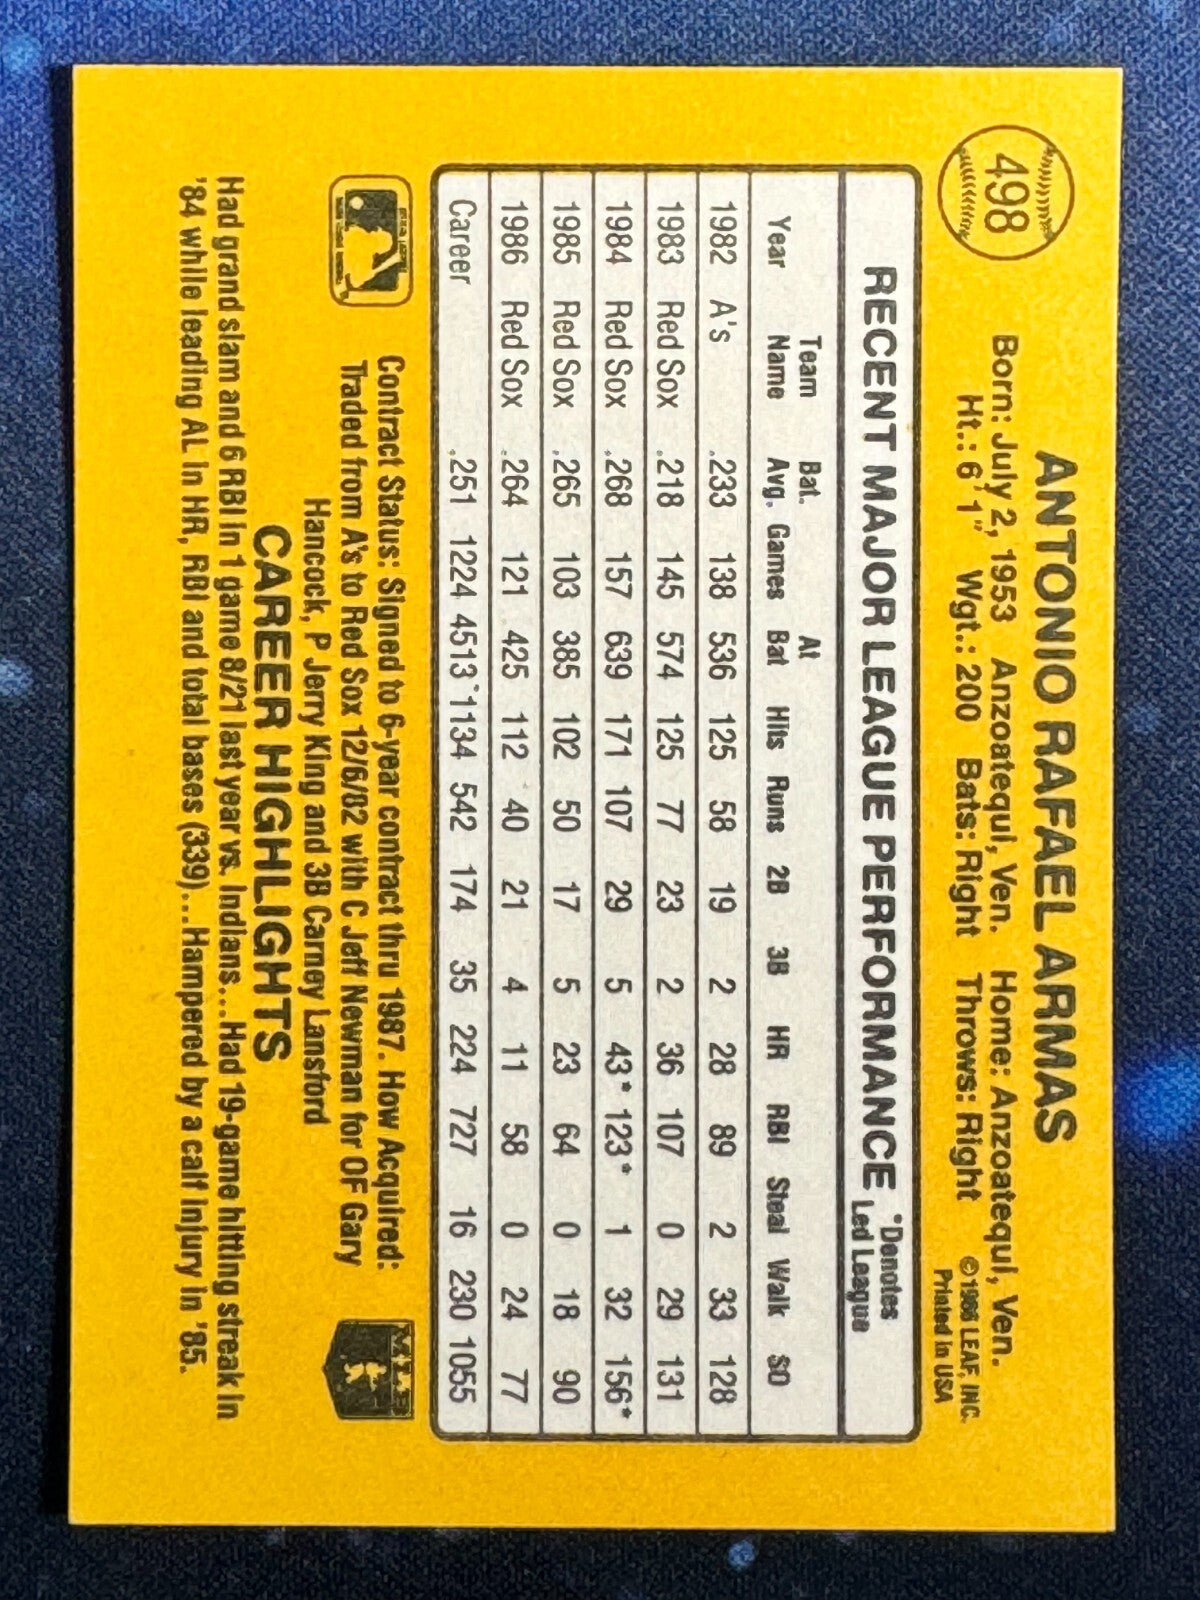 498
ANTONIO RAFAEL ARMAS
Born: July 2, 1953 Anzoatequi, Ven. Home: Anzoatequi, Ven.
Ht.: 6' 1" Wgt.: 200 Bats: Right Throws: Right
©1986 LEAF, INC.
Printed in USA
RECENT MAJOR LEAGUE PERFORMANCE *Denotes Led League
Year Team Name Bat. Avg. Games At Bat Hits Runs 2B 3B HR RBI Steal Walk SO
1982 A's .233 138 536 125 58 19 2 28 89 2 33 128
1983 Red Sox .218 145 574 125 77 23 2 36 107 0 29 131
1984 Red Sox .268 157 639 171 107 29 5 43* 123* 1 32 156*
1985 Red Sox .265 103 385 102 50 17 5 23 64 0 18 90
1986 Red Sox .264 121 425 112 40 21 4 11 58 0 24 77
Career .251 1224 4513 1134 542 174 35 224 727 16 230 1055
Contract Status: Signed to 6-year contract thru 1987. How Acquired:
Traded from A's to Red Sox 12/6/82 with C Jeff Newman for OF Gary
Hancock, P Jerry King and 3B Carney Lansford
MLP
CAREER HIGHLIGHTS
Had grand slam and 6 RBI in 1 game 8/21 last year vs. Indians...Had 19-game hitting streak in
'84 while leading AL in HR, RBI and total bases (339)...Hampered by a calf injury in '85.